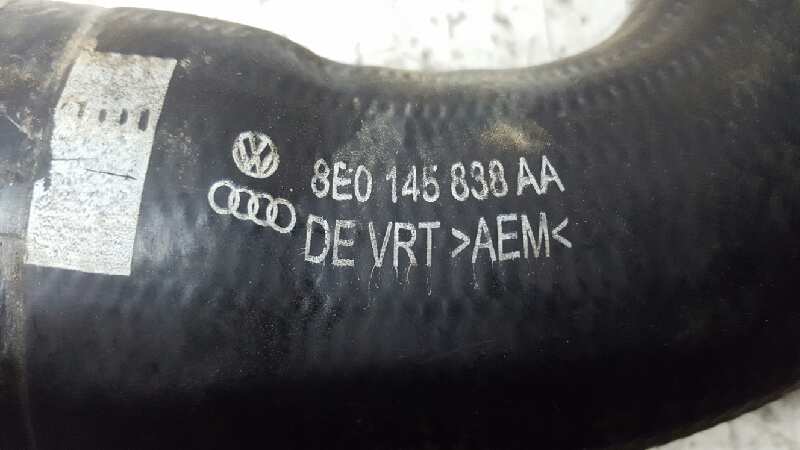 8E0 145 838 AA
DE VRT >AEM<